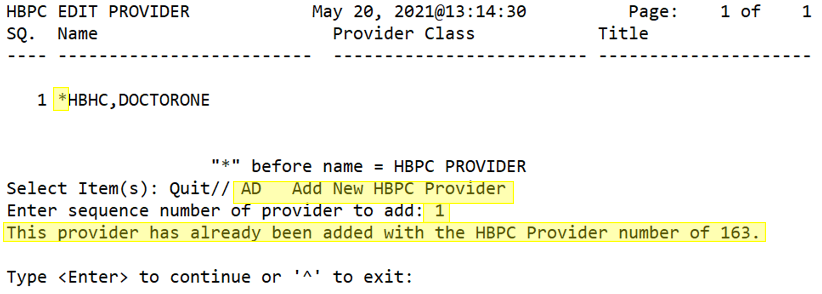 HBPC EDIT PROVIDER May 20, 2021@13:14:30 Page: 1 of 1
SQ. Name Provider Class Title
---- ------------------------ ------------------------ ---------------------
1 *HBHC,DOCTORONE
"*" before name = HBPC PROVIDER
Select Item(s): Quit// AD Add New HBPC Provider
Enter sequence number of provider to add: 1
This provider has already been added with the HBPC Provider number of 163.
Type <Enter> to continue or '^' to exit: